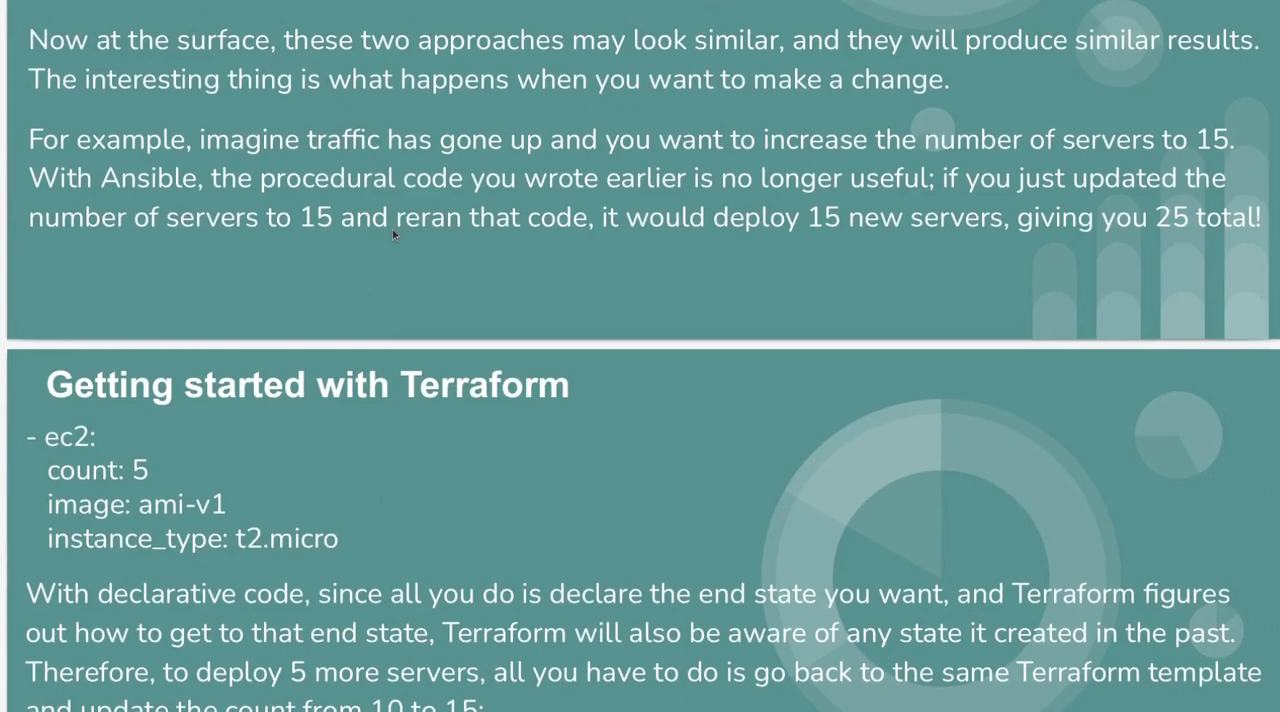 Now at the surface, these two approaches may look similar, and they will produce similar results.
The interesting thing is what happens when you want to make a change.
For example, imagine traffic has gone up and you want to increase the number of servers to 15.
With Ansible, the procedural code you wrote earlier is no longer useful; if you just updated the
number of servers to 15 and reran that code, it would deploy 15 new servers, giving you 25 total!
Getting started with Terraform
- ec2:
count: 5
image: ami-v1
instance_type: t2.micro
With declarative code, since all you do is declare the end state you want, and Terraform figures
out how to get to that end state, Terraform will also be aware of any state it created in the past.
Therefore, to deploy 5 more servers, all you have to do is go back to the same Terraform template
and update the count from 10 to 15: